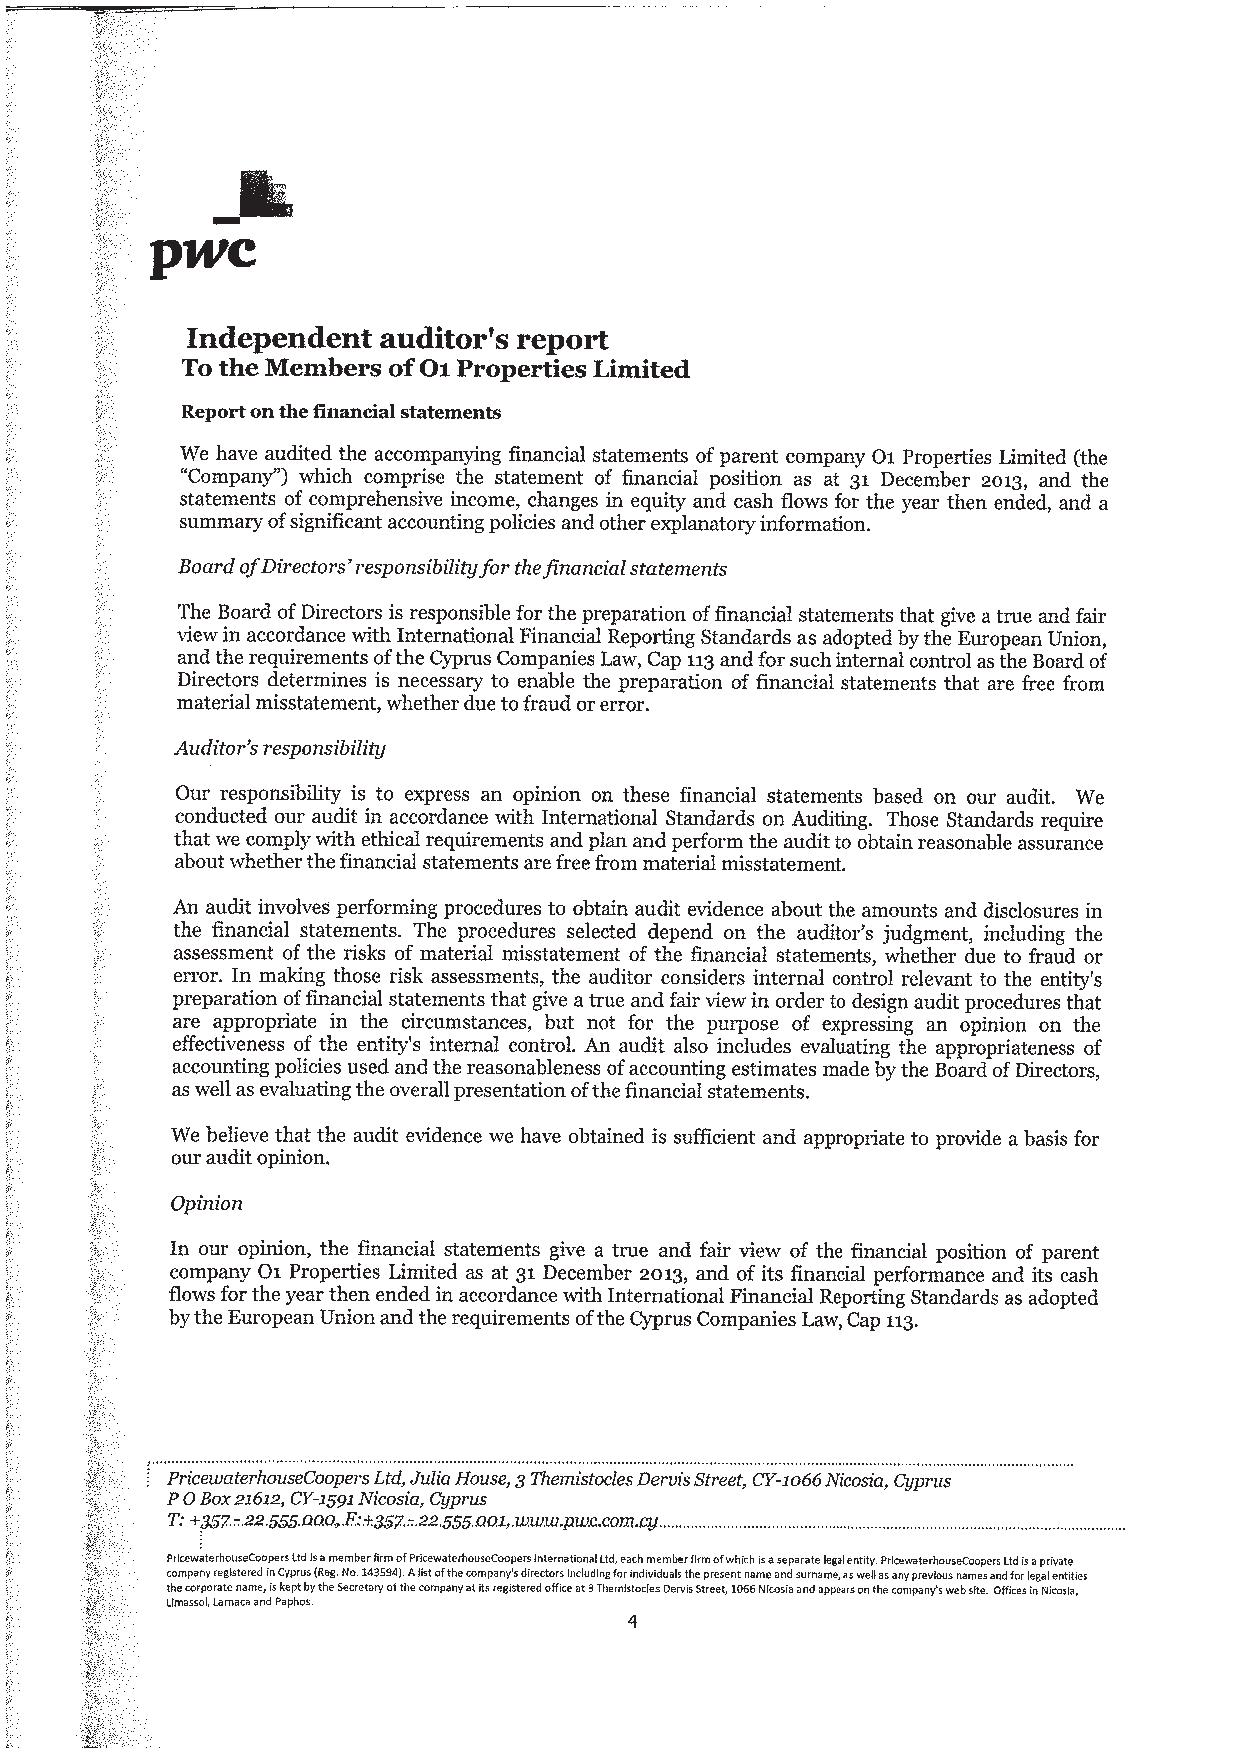 pwc
Independent auditor's report
To the Members of O1 Properties Limited
Report on the financial statements
We have audited the accompanying financial statements of parent company O1 Properties Limited (the
“Company”) which comprise the statement of financial position as at 31 December 2013, and the
statements of comprehensive income, changes in equity and cash flows for the year then ended, and a
summary of significant accounting policies and other explanatory information.
Board of Directors’ responsibility for the financial statements
The Board of Directors is responsible for the preparation of financial statements that give a true and fair
view in accordance with International Financial Reporting Standards as adopted by the European Union,
and the requirements of the Cyprus Companies Law, Cap 113 and for such internal control as the Board of
Directors determines is necessary to enable the preparation of financial statements that are free from
material misstatement, whether due to fraud or error.
Auditor’s responsibility
Our responsibility is to express an opinion on these financial statements based on our audit. We
conducted our audit in accordance with International Standards on Auditing. Those Standards require
that we comply with ethical requirements and plan and perform the audit to obtain reasonable assurance
about whether the financial statements are free from material misstatement.
An audit involves performing procedures to obtain audit evidence about the amounts and disclosures in
the financial statements. The procedures selected depend on the auditor’s judgment, including the
assessment of the risks of material misstatement of the financial statements, whether due to fraud or
error. In making those risk assessments, the auditor considers internal control relevant to the entity's
preparation of financial statements that give a true and fair view in order to design audit procedures that
are appropriate in the circumstances, but not for the purpose of expressing an opinion on the
effectiveness of the entity's internal control. An audit also includes evaluating the appropriateness of
accounting policies used and the reasonableness of accounting estimates made by the Board of Directors,
as well as evaluating the overall presentation of the financial statements.
We believe that the audit evidence we have obtained is sufficient and appropriate to provide a basis for
our audit opinion.
Opinion
In our opinion, the financial statements give a true and fair view of the financial position of parent
company O1 Properties Limited as at 31 December 2013, and of its financial performance and its cash
flows for the year then ended in accordance with International Financial Reporting Standards as adopted
by the European Union and the requirements of the Cyprus Companies Law, Cap 113.
PricewaterhouseCoopers Ltd, Julia House, 3 Themistocles Dervis Street, CY-1066 Nicosia, Cyprus
P O Box 21612, CY-1591 Nicosia, Cyprus
T: +357 - 22 555 000, F:+357 - 22 555 001, www.pwc.com.cy
PricewaterhouseCoopers Ltd is a member firm of PricewaterhouseCoopers International Ltd, each member firm of which is a separate legal entity. PricewaterhouseCoopers Ltd is a private
company registered in Cyprus (Reg. No. 143594). A list of the company's directors including for individuals the present name and surname, as well as any previous names and for legal entities
the corporate name, is kept by the Secretary of the company at its registered office at 3 Themistocles Dervis Street, 1066 Nicosia and appears on the company's web site. Offices in Nicosia,
Limassol, Larnaca and Paphos.
4